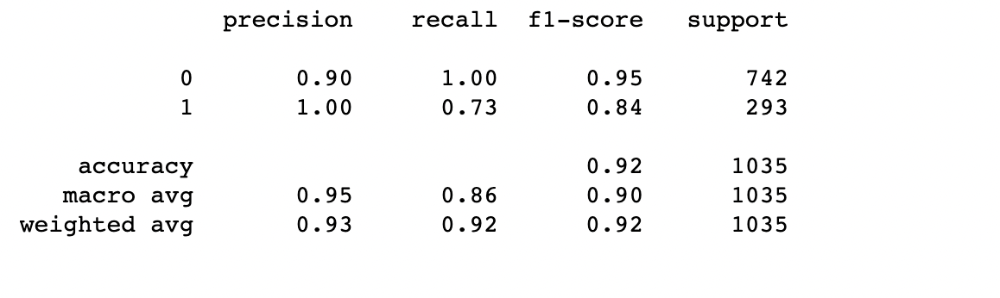 precision recall f1-score support
0 0.90 1.00 0.95 742
1 1.00 0.73 0.84 293
accuracy 0.92 1035
macro avg 0.95 0.86 0.90 1035
weighted avg 0.93 0.92 0.92 1035